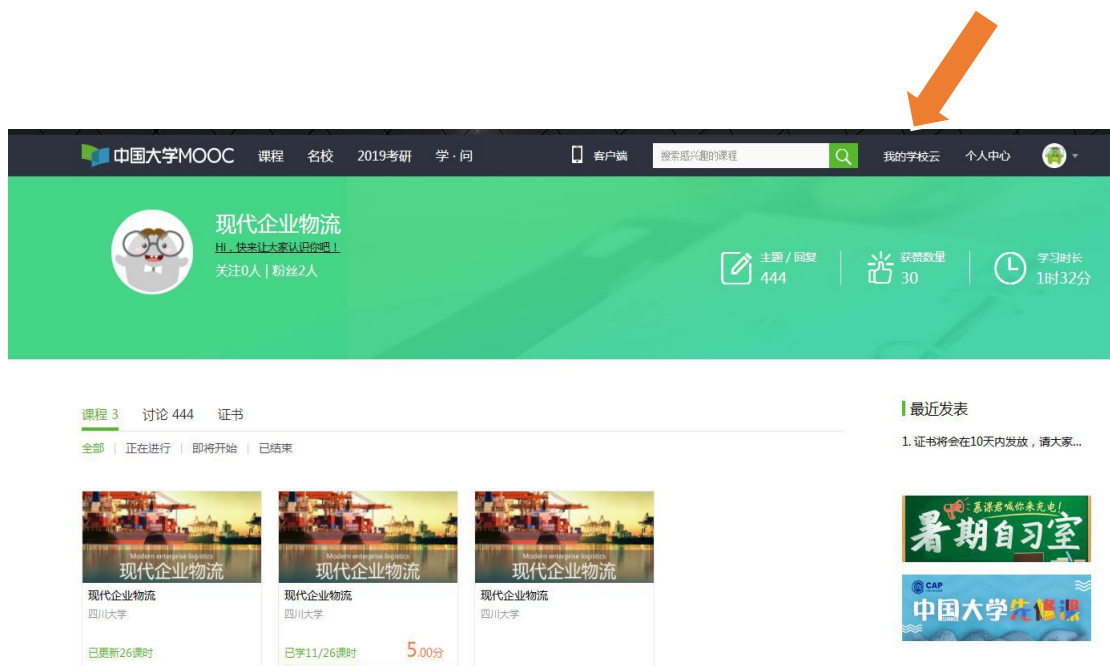 中国大学MOOC 课程 名校 2019考研 学·问 客户端 搜索感兴趣的课程 我的学校云 个人中心
现代企业物流
Hi，快来让大家认识你吧！
关注0人 | 粉丝2人
主题 / 回复
444
获赞数量
30
学习时长
1时32分
课程 3 讨论 444 证书
全部 | 正在进行 | 即将开始 | 已结束
Modern enterprise logistics
现代企业物流
现代企业物流
四川大学
已更新26课时
Modern enterprise logistics
现代企业物流
现代企业物流
四川大学
已学11/26课时 5.00分
Modern enterprise logistics
现代企业物流
现代企业物流
四川大学
最近发表
1. 证书将会在10天内发放，请大家...
慕课君喊你来充电!
暑期自习室
CAP
中国大学先修课